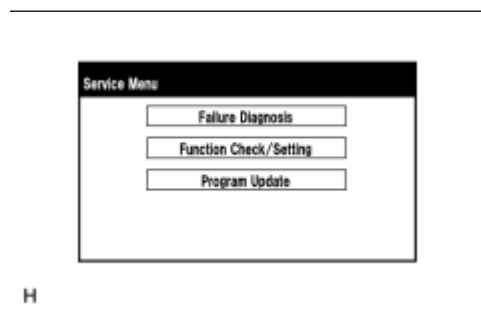 Service Menu
Failure Diagnosis
Function Check/Setting
Program Update
H